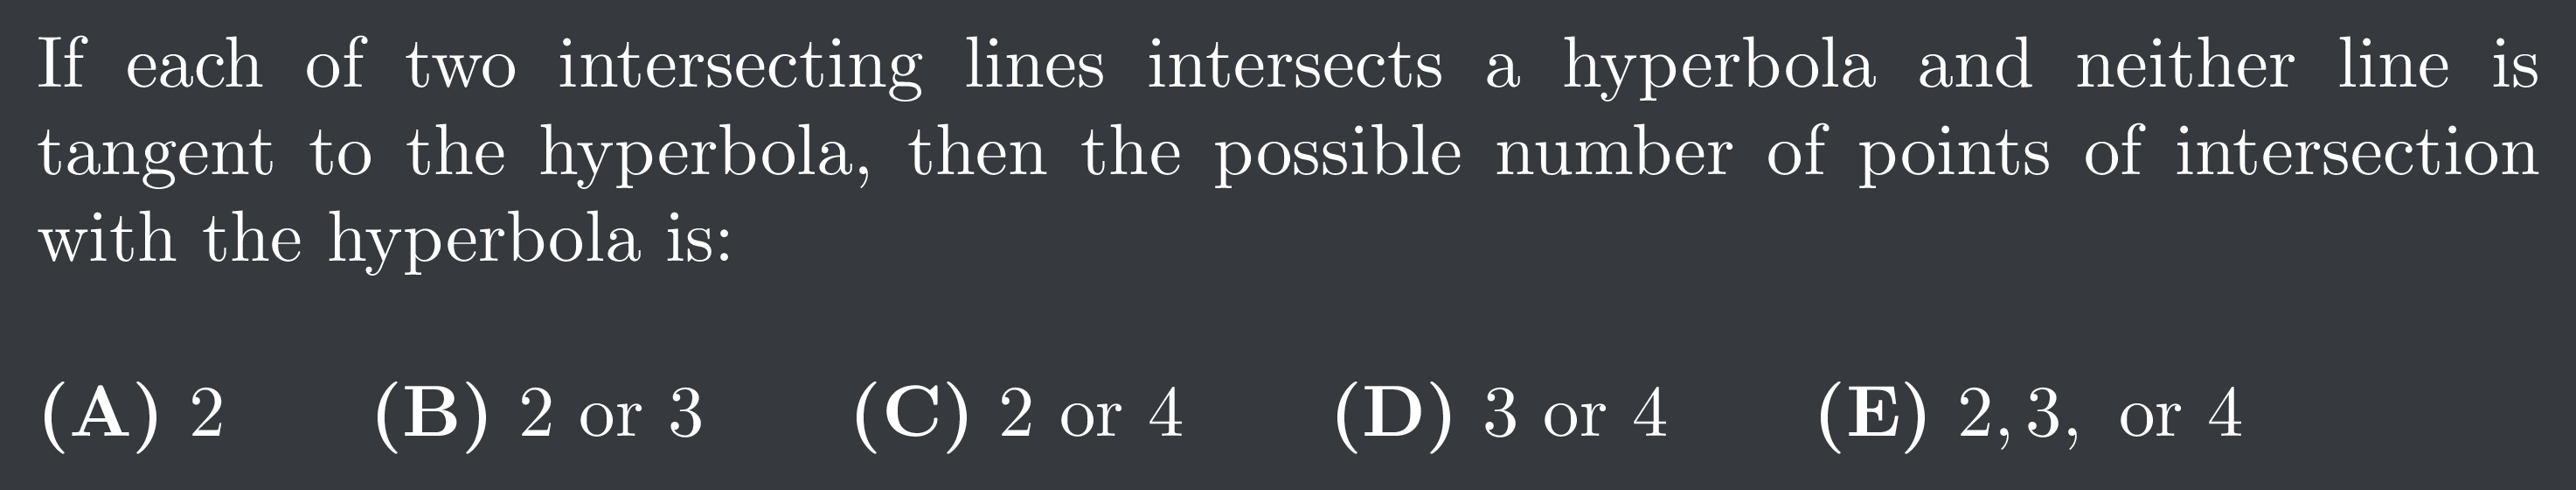 If each of two intersecting lines intersects a hyperbola and neither line is
tangent to the hyperbola, then the possible number of points of intersection
with the hyperbola is:
(A) 2 (B) 2 or 3 (C) 2 or 4 (D) 3 or 4 (E) 2, 3, or 4